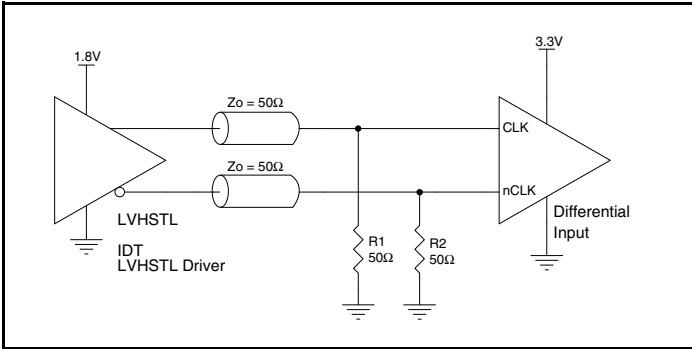 1.8V
3.3V
Zo = 50Ω
CLK
Zo = 50Ω
nCLK
LVHSTL
IDT
LVHSTL Driver
R1
50Ω
R2
50Ω
Differential
Input